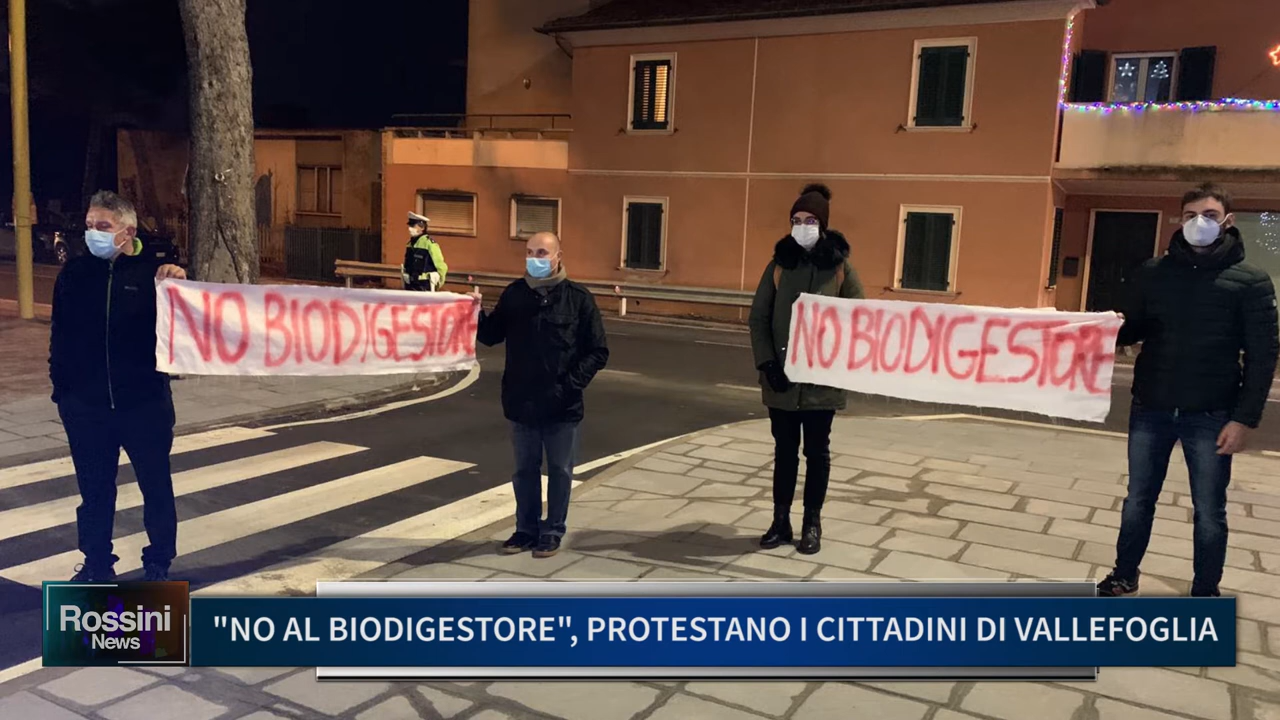 NO BIODIGESTORE
NO BIODIGESTORE
Rossini
News
"NO AL BIODIGESTORE", PROTESTANO I CITTADINI DI VALLEFOGLIA